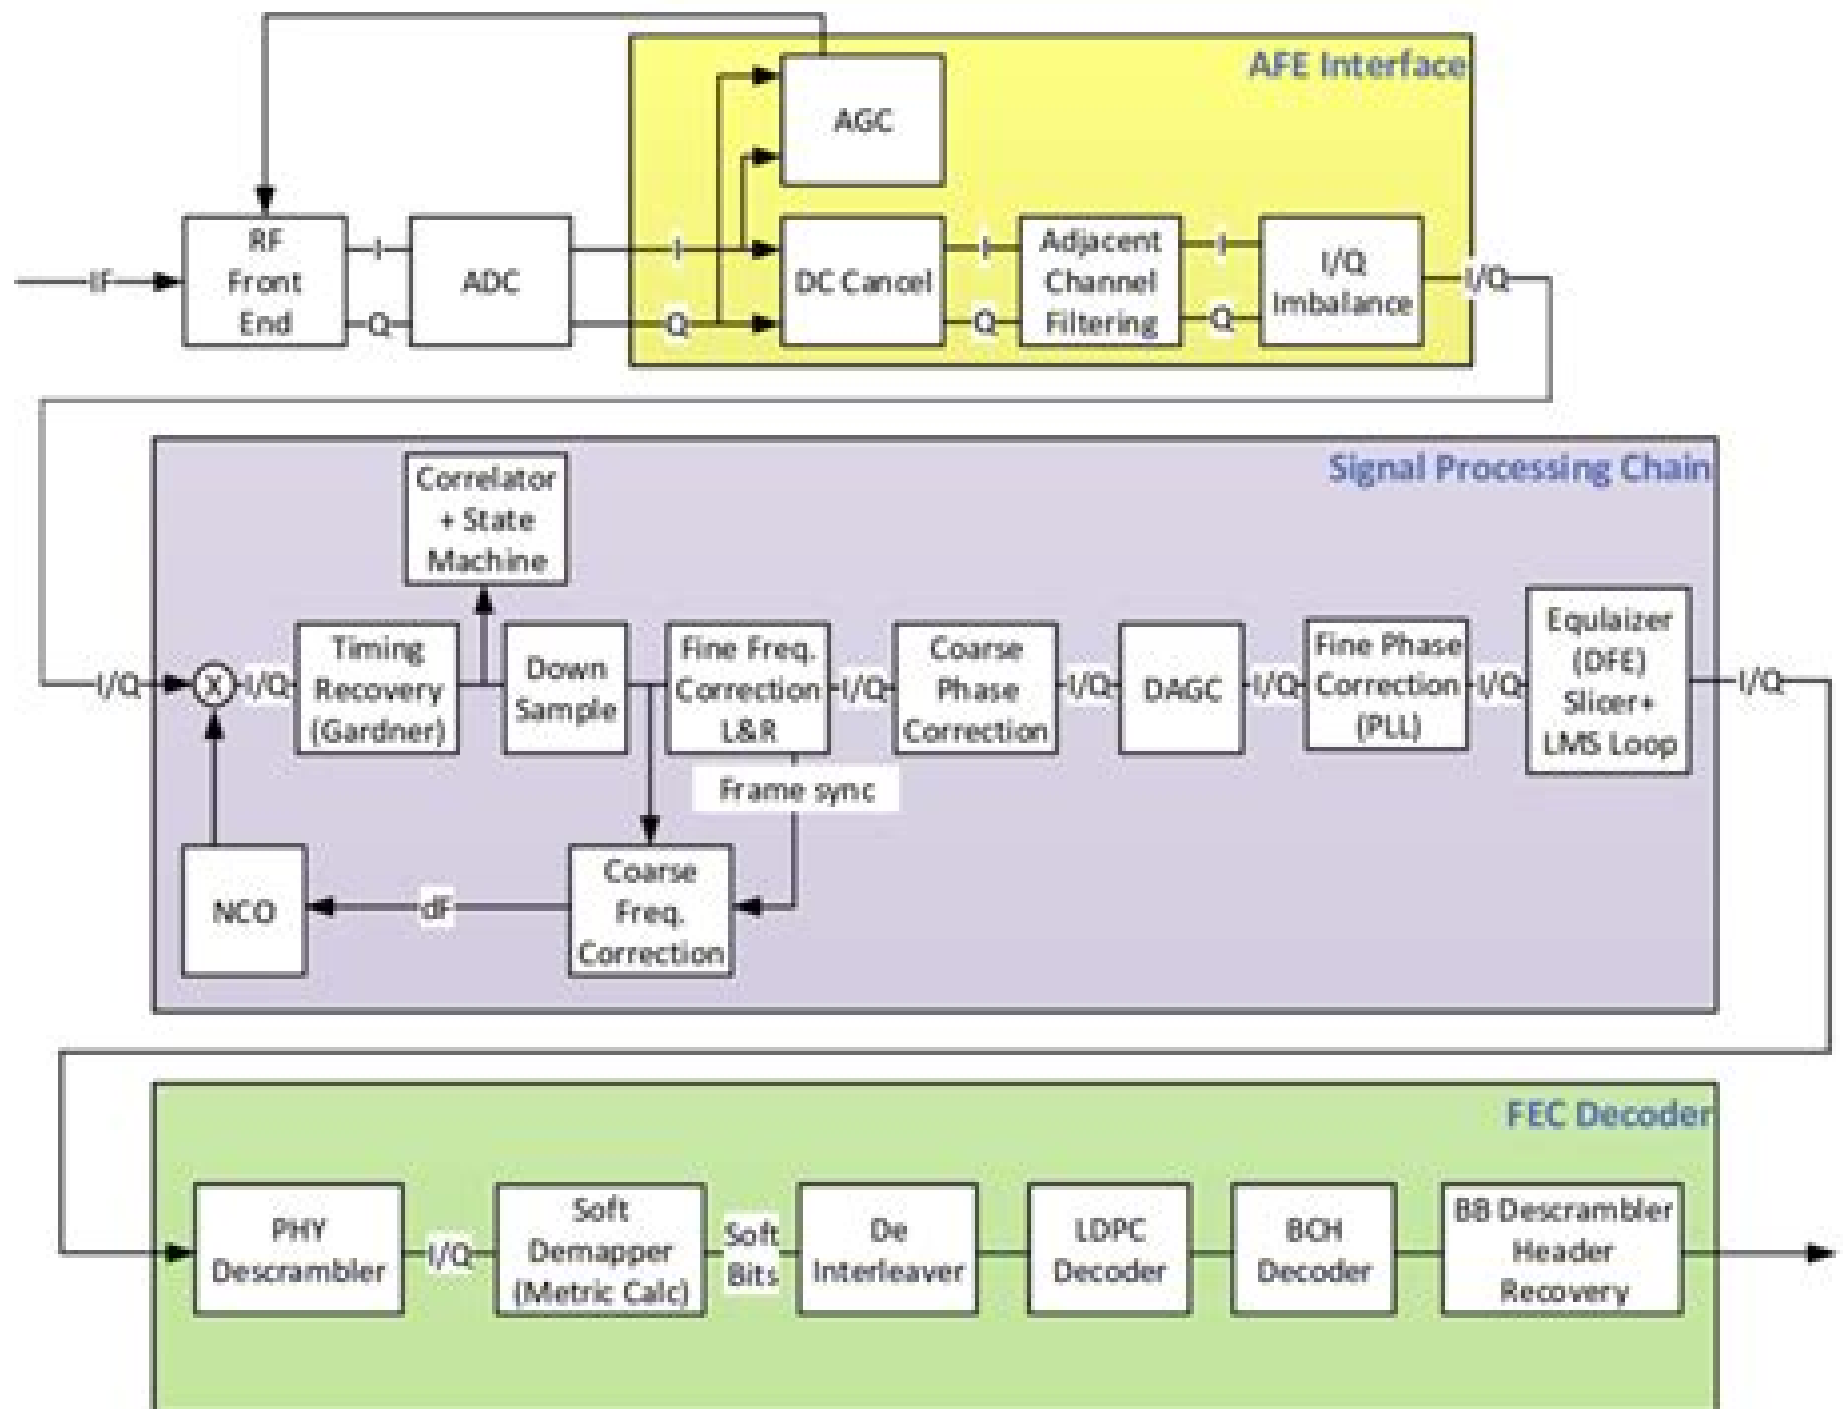 AFE Interface
AGC
IF
RF
Front
End
I
Q
ADC
I
Q
DC Cancel
I
Q
Adjacent
Channel
Filtering
I
Q
I/Q
Imbalance
I/Q
Signal Processing Chain
Correlator
+ State
Machine
I/Q
X
I/Q
Timing
Recovery
(Gardner)
Down
Sample
Fine Freq.
Correction
L&R
I/Q
Coarse
Phase
Correction
I/Q
DAGC
I/Q
Fine Phase
Correction
(PLL)
I/Q
Equlaizer
(DFE)
Slicer+
LMS Loop
I/Q
Frame sync
NCO
dF
Coarse
Freq.
Correction
FEC Decoder
PHY
Descrambler
I/Q
Soft
Demapper
(Metric Calc)
Soft
Bits
De
Interleaver
LDPC
Decoder
BCH
Decoder
BB Descrambler
Header
Recovery